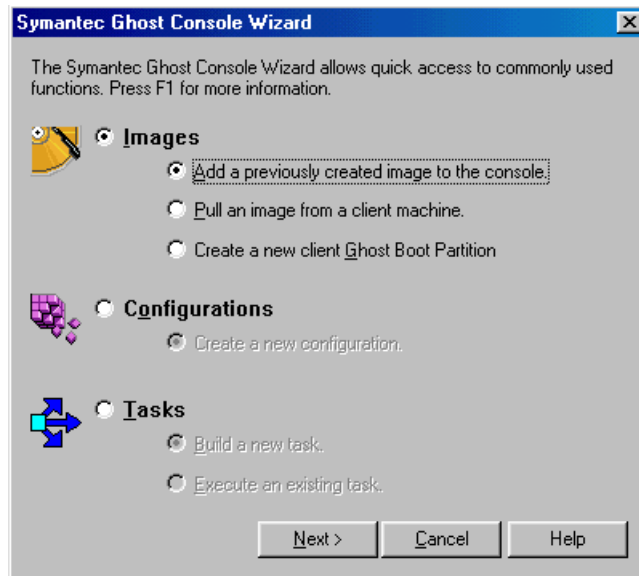 Symantec Ghost Console Wizard
The Symantec Ghost Console Wizard allows quick access to commonly used
functions. Press F1 for more information.
Images
Add a previously created image to the console.
Pull an image from a client machine.
Create a new client Ghost Boot Partition
Configurations
Create a new configuration.
Tasks
Build a new task.
Execute an existing task.
Next > Cancel Help